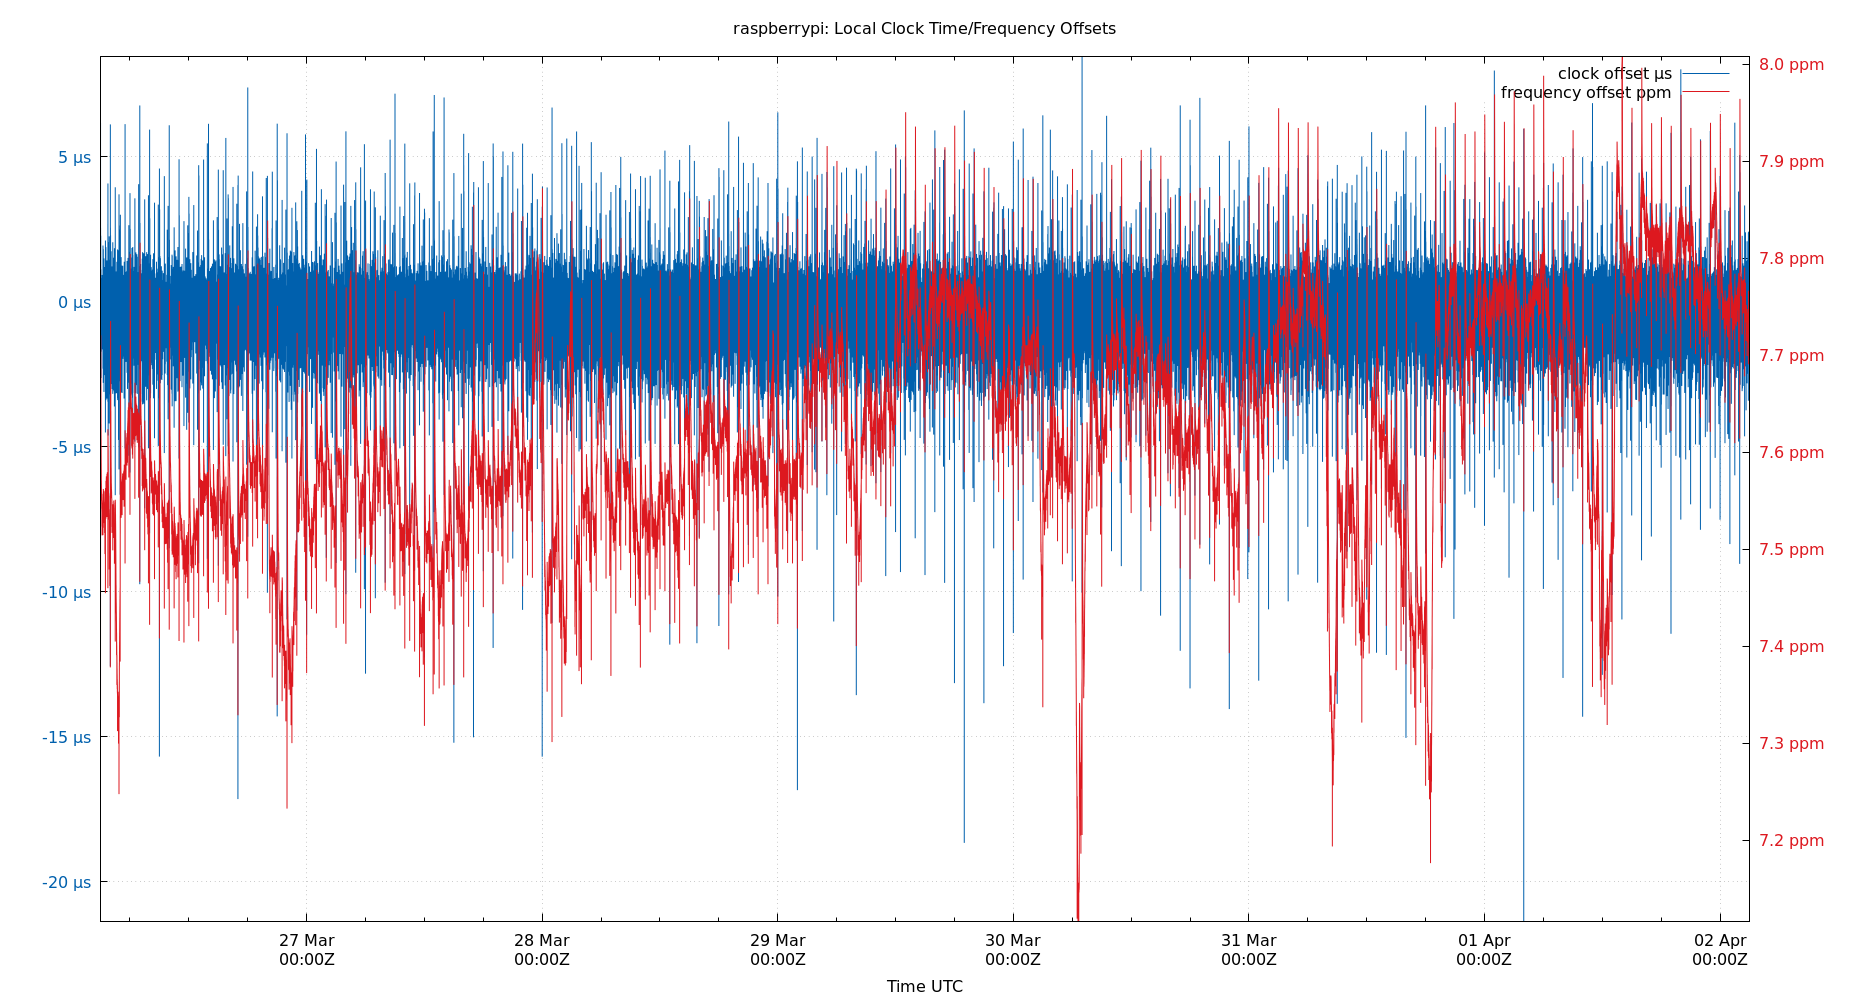 raspberrypi: Local Clock Time/Frequency Offsets
clock offset µs
frequency offset ppm
5 µs
0 µs
-5 µs
-10 µs
-15 µs
-20 µs
8.0 ppm
7.9 ppm
7.8 ppm
7.7 ppm
7.6 ppm
7.5 ppm
7.4 ppm
7.3 ppm
7.2 ppm
27 Mar 28 Mar 29 Mar 30 Mar 31 Mar 01 Apr 02 Apr
00:00Z 00:00Z 00:00Z 00:00Z 00:00Z 00:00Z 00:00Z
Time UTC